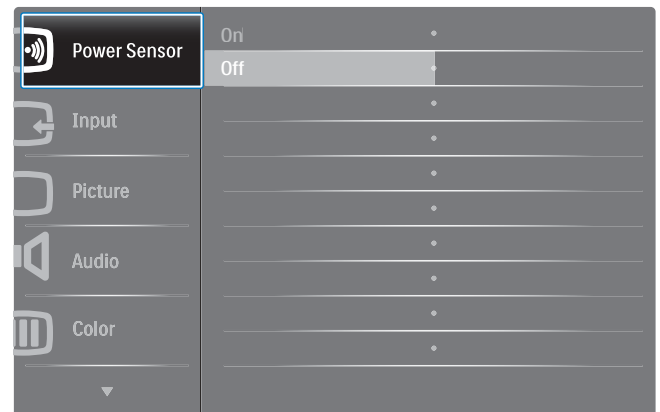 Power Sensor
On
Off
Input
Picture
Audio
Color